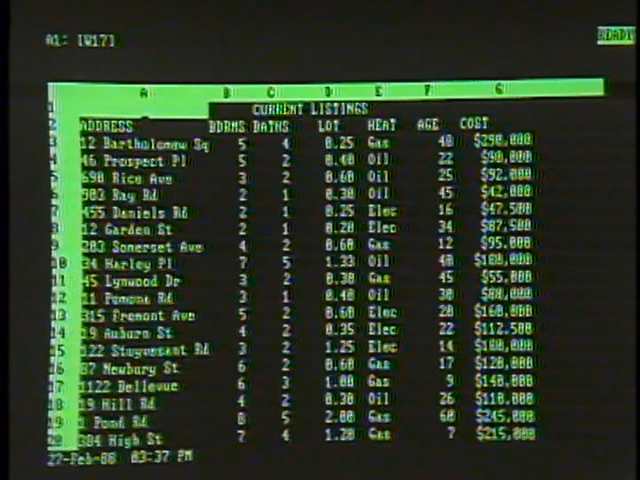 A1: [W17] READY
A B C D E F G
1 CURRENT LISTINGS
2 ADDRESS BDRMS BATHS LOT HEAT AGE COST
3 12 Bartholomew Sq 5 4 0.25 Gas 40 $290,000
4 46 Prospect Pl 5 2 0.40 Oil 22 $90,000
5 690 Rico Ave 3 2 0.60 Oil 25 $92,000
6 903 Ray Rd 2 1 0.30 Oil 45 $42,000
7 455 Daniels Rd 2 1 0.25 Elec 16 $47,500
8 12 Garden St 2 1 0.20 Elec 34 $87,500
9 203 Somerset Ave 4 2 0.60 Gas 12 $95,000
10 34 Harley Pl 7 5 1.33 Oil 40
11 45 Lynwood Dr 3 2 0.30 Gas 45 $55,000
12 21 Pomona Rd 3 1 0.40 Oil 30 $80,000
13 315 Fremont Ave 5 2 0.60 Elec 20 $160,000
14 19 Auburn St 4 2 0.35 Elec 22 $112,500
15 122 Stuyvesant Rd 3 2 1.25 Elec 14
16 87 Newbury St 6 2 0.60 Gas 17 $120,000
17 1122 Bellevue 6 3 1.00 Gas 9 $140,000
18 19 Hill Rd 4 2 0.30 Oil 26 $110,000
19 Pond Rd 8 5 2.00 Gas 60 $245,000
20 304 High St 7 4 1.20 Gas 7 $215,000
27-Feb-86 03:37 PM